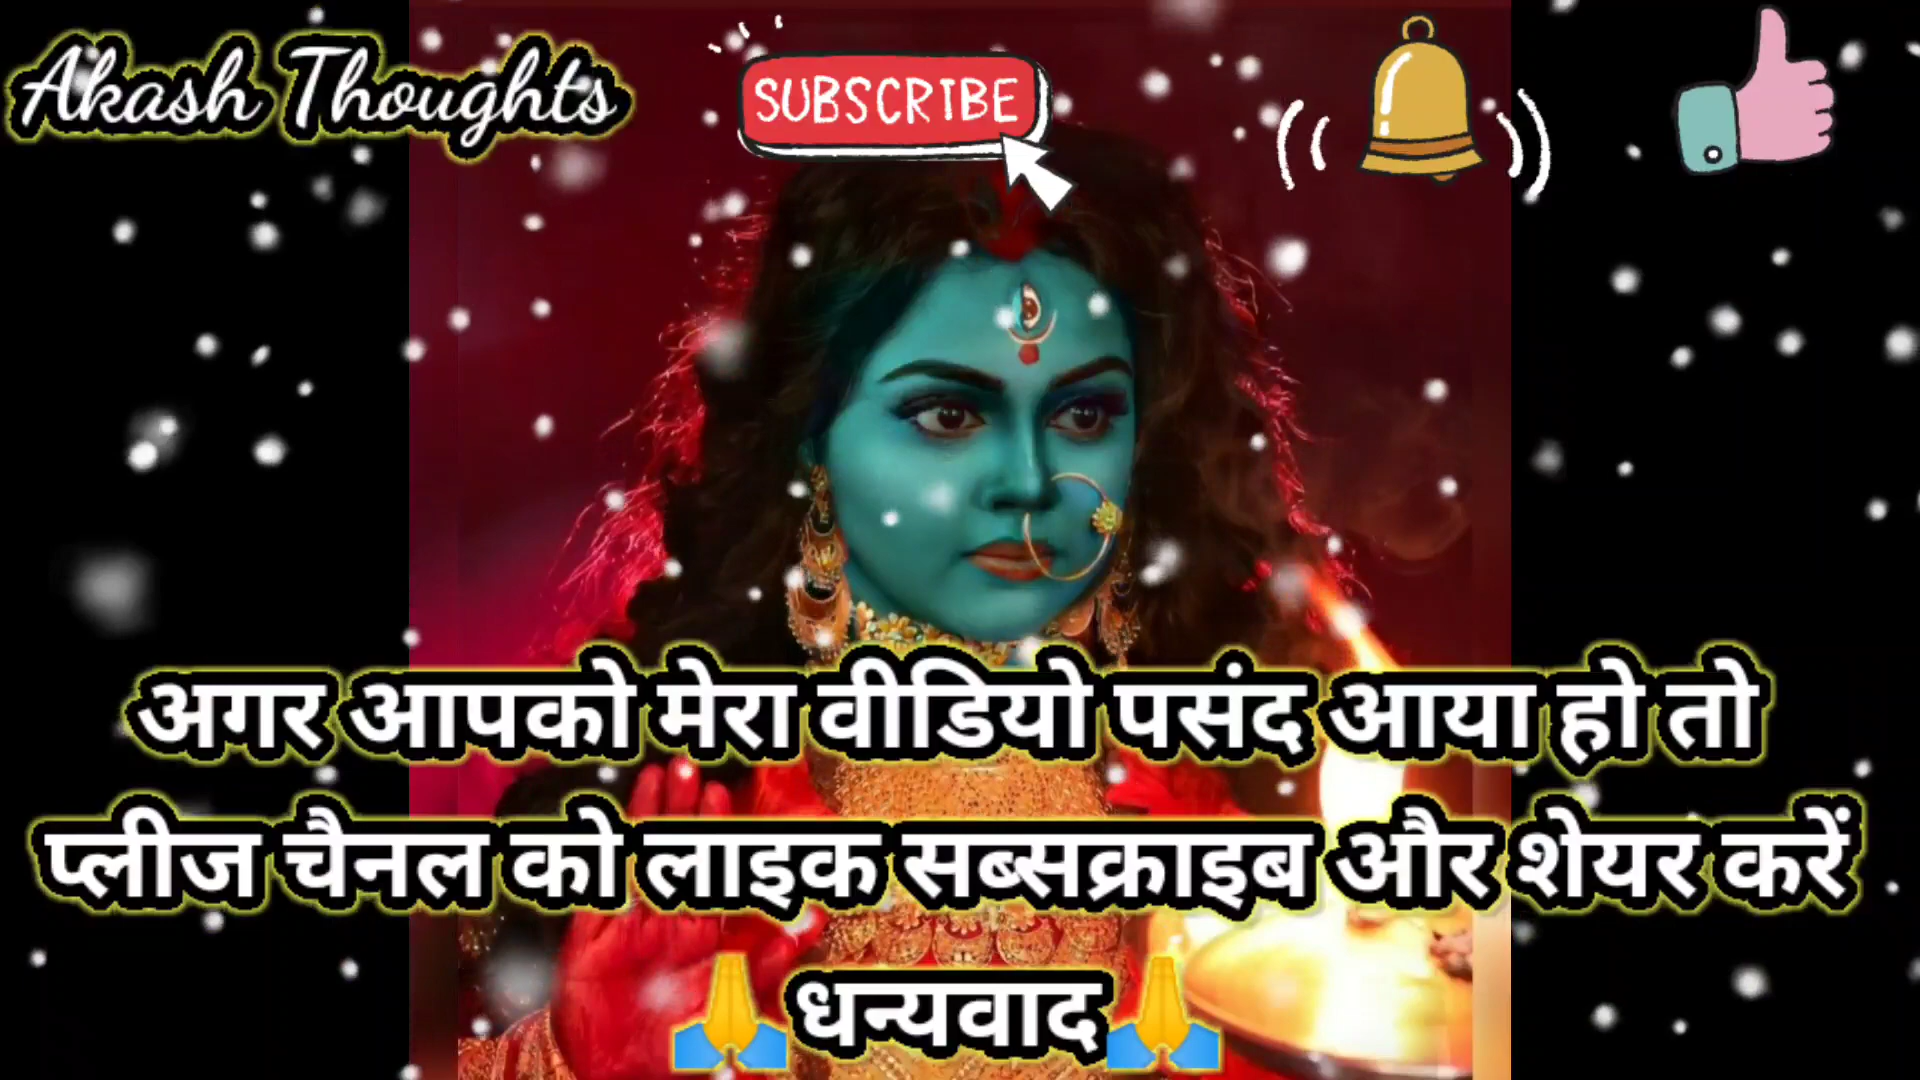 Akash Thoughts
SUBSCRIBE
अगर आपको मेरा वीडियो पसंद आया हो तो
प्लीज चैनल को लाइक सब्सक्राइब और शेयर करें
🙏धन्यवाद🙏